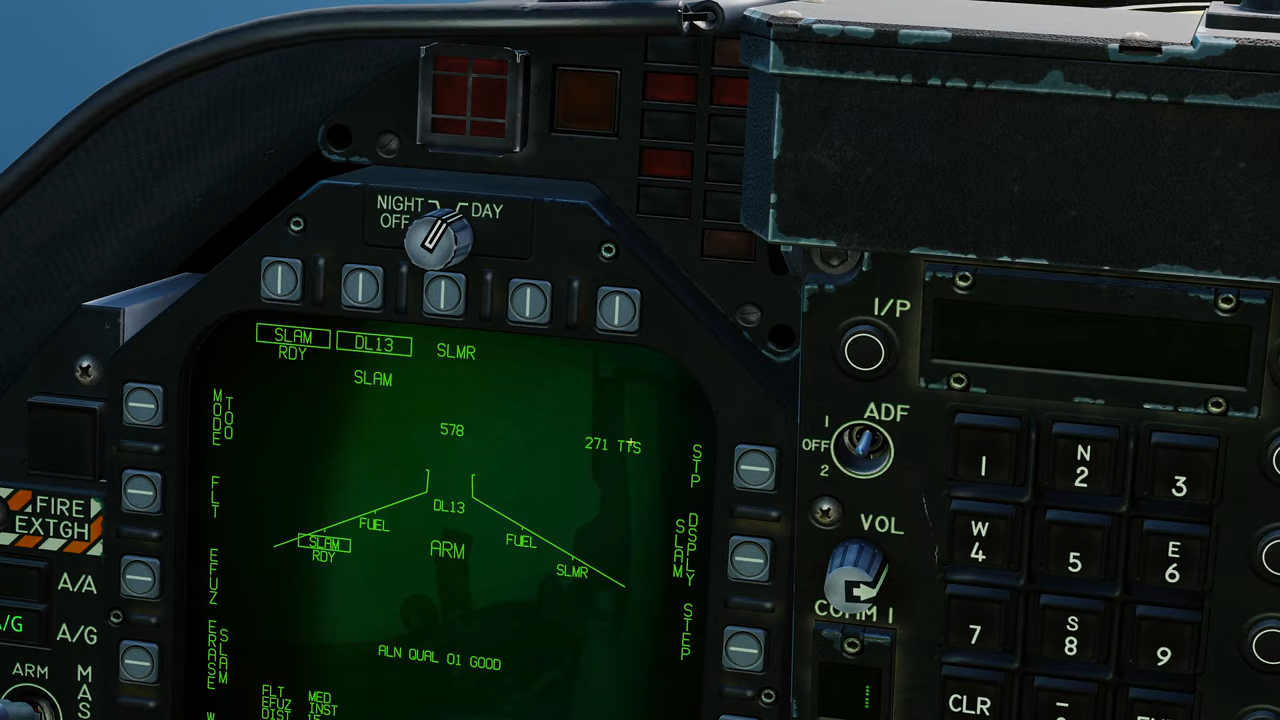 NIGHT DAY
OFF
SLAM DL13 SLMR
RDY
SLAM
578
271 TTS
MODE
TOO
FLT
EFUZ
ERASE
SLAM
STP
DSPLY
SLAM
STEP
DL13
FUEL FUEL
SLAM
RDY
ARM
SLMR
ALN QUAL 01 GOOD
FLT MED
EFUZ INST
DIST
FIRE
EXTGH
A/A
A/G
A/G
ARM
MAS
I/P
ADF
1
OFF
2
VOL
COMM 1
1
N
2
3
W
4
5
E
6
7
S
8
9
CLR